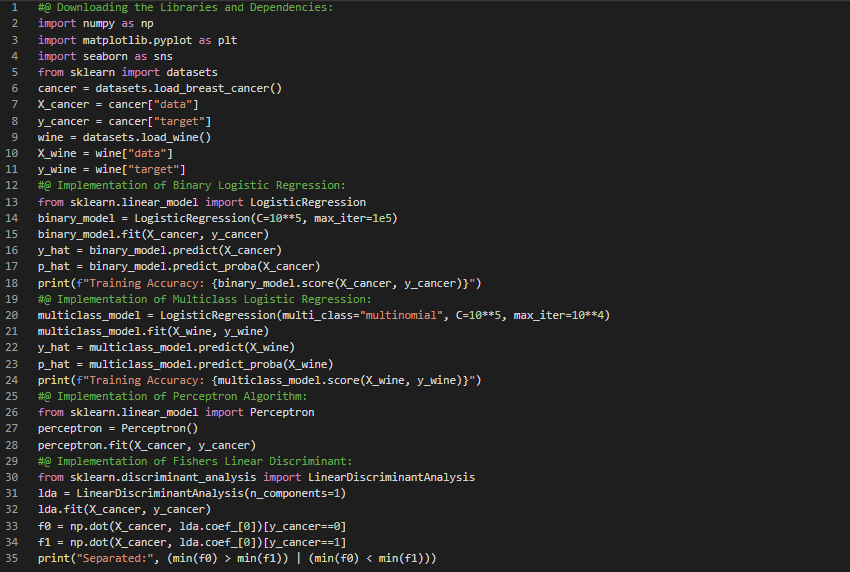 1 #@ Downloading the Libraries and Dependencies:
2 import numpy as np
3 import matplotlib.pyplot as plt
4 import seaborn as sns
5 from sklearn import datasets
6 cancer = datasets.load_breast_cancer()
7 X_cancer = cancer["data"]
8 y_cancer = cancer["target"]
9 wine = datasets.load_wine()
10 X_wine = wine["data"]
11 y_wine = wine["target"]
12 #@ Implementation of Binary Logistic Regression:
13 from sklearn.linear_model import LogisticRegression
14 binary_model = LogisticRegression(C=10**5, max_iter=1e5)
15 binary_model.fit(X_cancer, y_cancer)
16 y_hat = binary_model.predict(X_cancer)
17 p_hat = binary_model.predict_proba(X_cancer)
18 print(f"Training Accuracy: {binary_model.score(X_cancer, y_cancer)}")
19 #@ Implementation of Multiclass Logistic Regression:
20 multiclass_model = LogisticRegression(multi_class="multinomial", C=10**5, max_iter=10**4)
21 multiclass_model.fit(X_wine, y_wine)
22 y_hat = multiclass_model.predict(X_wine)
23 p_hat = multiclass_model.predict_proba(X_wine)
24 print(f"Training Accuracy: {multiclass_model.score(X_wine, y_wine)}")
25 #@ Implementation of Perceptron Algorithm:
26 from sklearn.linear_model import Perceptron
27 perceptron = Perceptron()
28 perceptron.fit(X_cancer, y_cancer)
29 #@ Implementation of Fishers Linear Discriminant:
30 from sklearn.discriminant_analysis import LinearDiscriminantAnalysis
31 lda = LinearDiscriminantAnalysis(n_components=1)
32 lda.fit(X_cancer, y_cancer)
33 f0 = np.dot(X_cancer, lda.coef_[0])[y_cancer==0]
34 f1 = np.dot(X_cancer, lda.coef_[0])[y_cancer==1]
35 print("Separated:", (min(f0) > min(f1)) | (min(f0) < min(f1)))